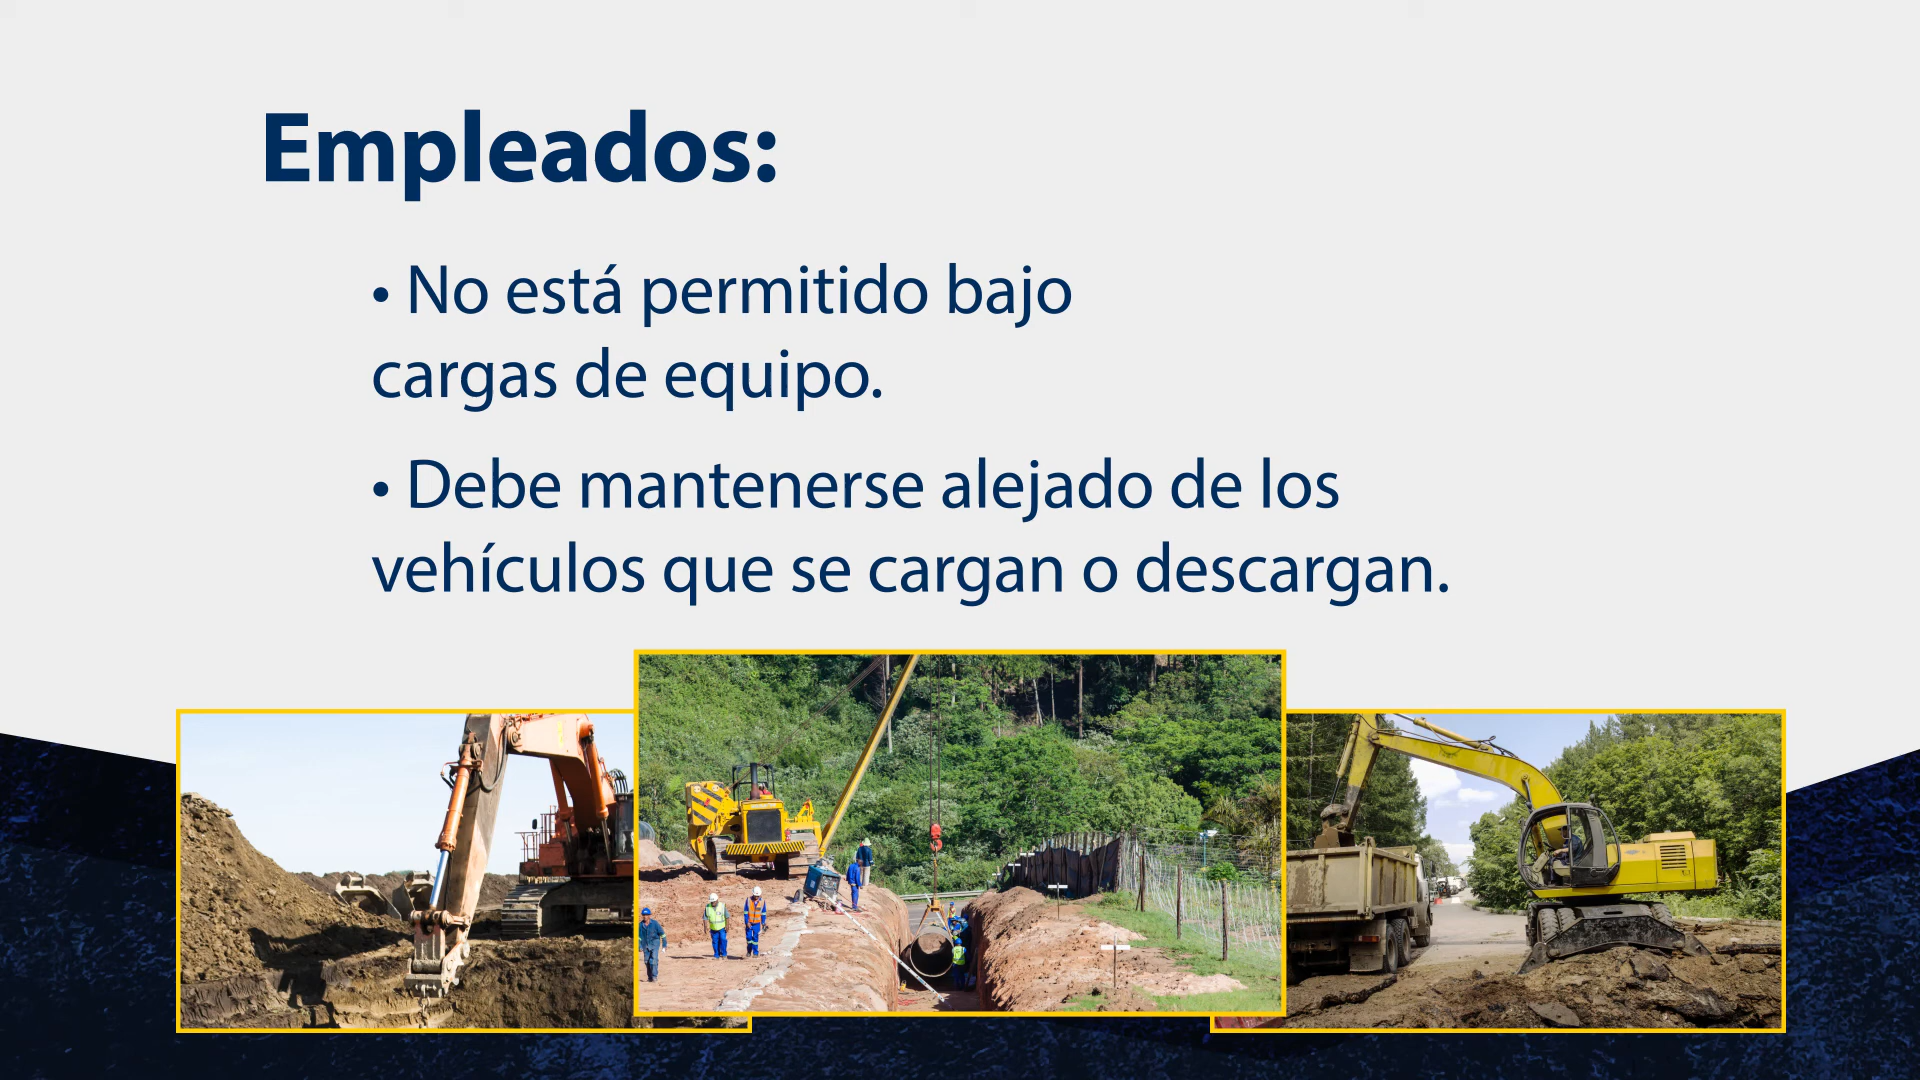 Empleados:
• No está permitido bajo
cargas de equipo.
• Debe mantenerse alejado de los
vehículos que se cargan o descargan.